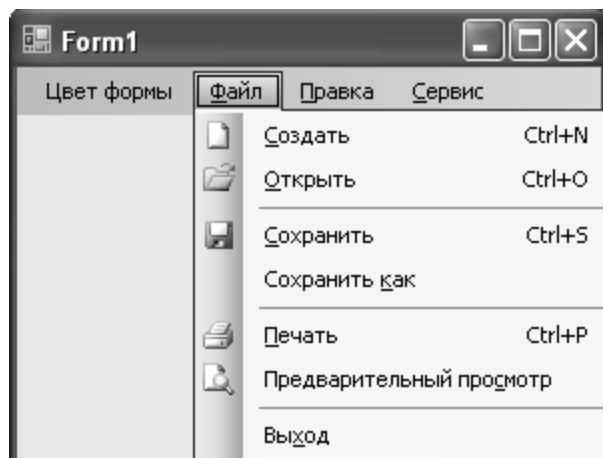 Form1
Цвет формы Файл Правка Сервис
Создать Ctrl+N
Открыть Ctrl+O
Сохранить Ctrl+S
Сохранить как
Печать Ctrl+P
Предварительный просмотр
Выход